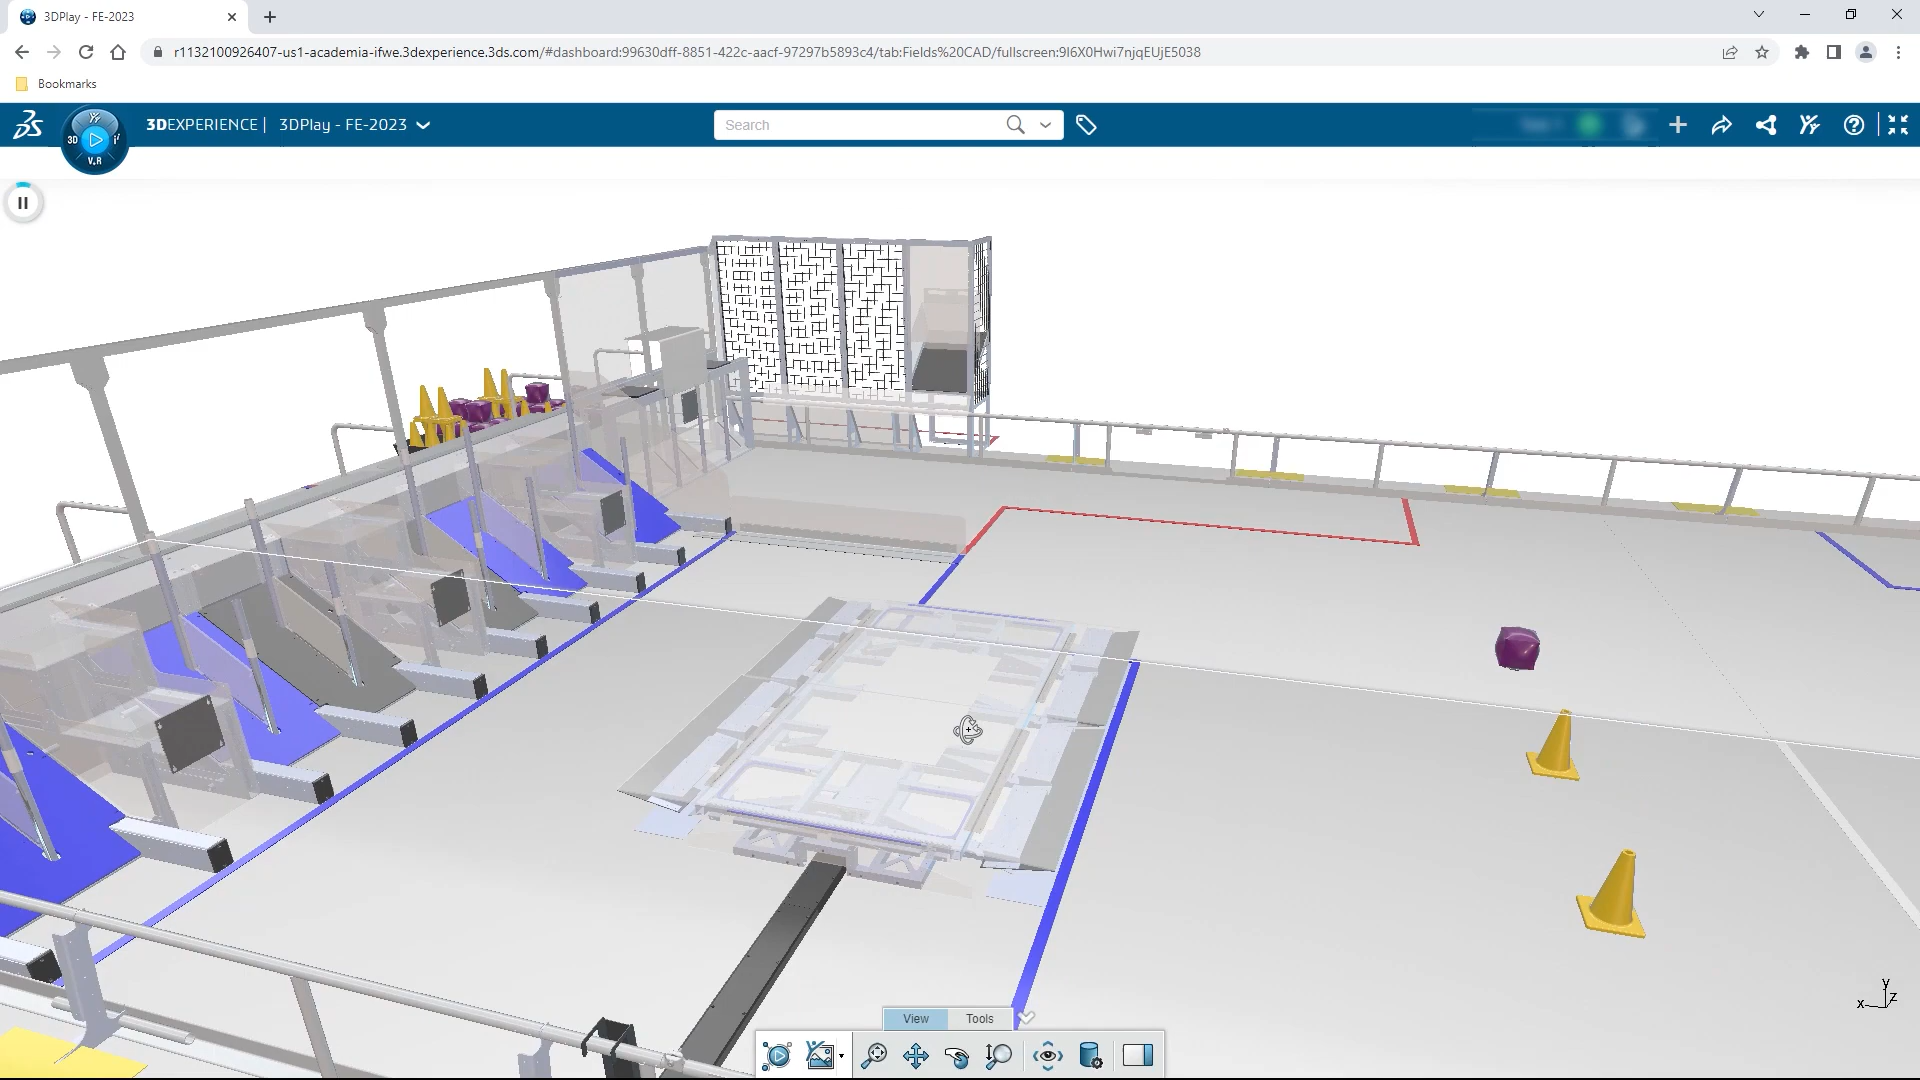 3DPlay - FE-2023
r1132100926407-us1-academia-ifwe.3dexperience.3ds.com/#dashboard:99630dff-8851-422c-aacf-97297b5893c4/tab:Fields%20CAD/fullscreen:9I6X0Hwi7njqEUjE5038
Bookmarks
3D
V.R
3DEXPERIENCE | 3DPlay - FE-2023
Search
View Tools
y
x z